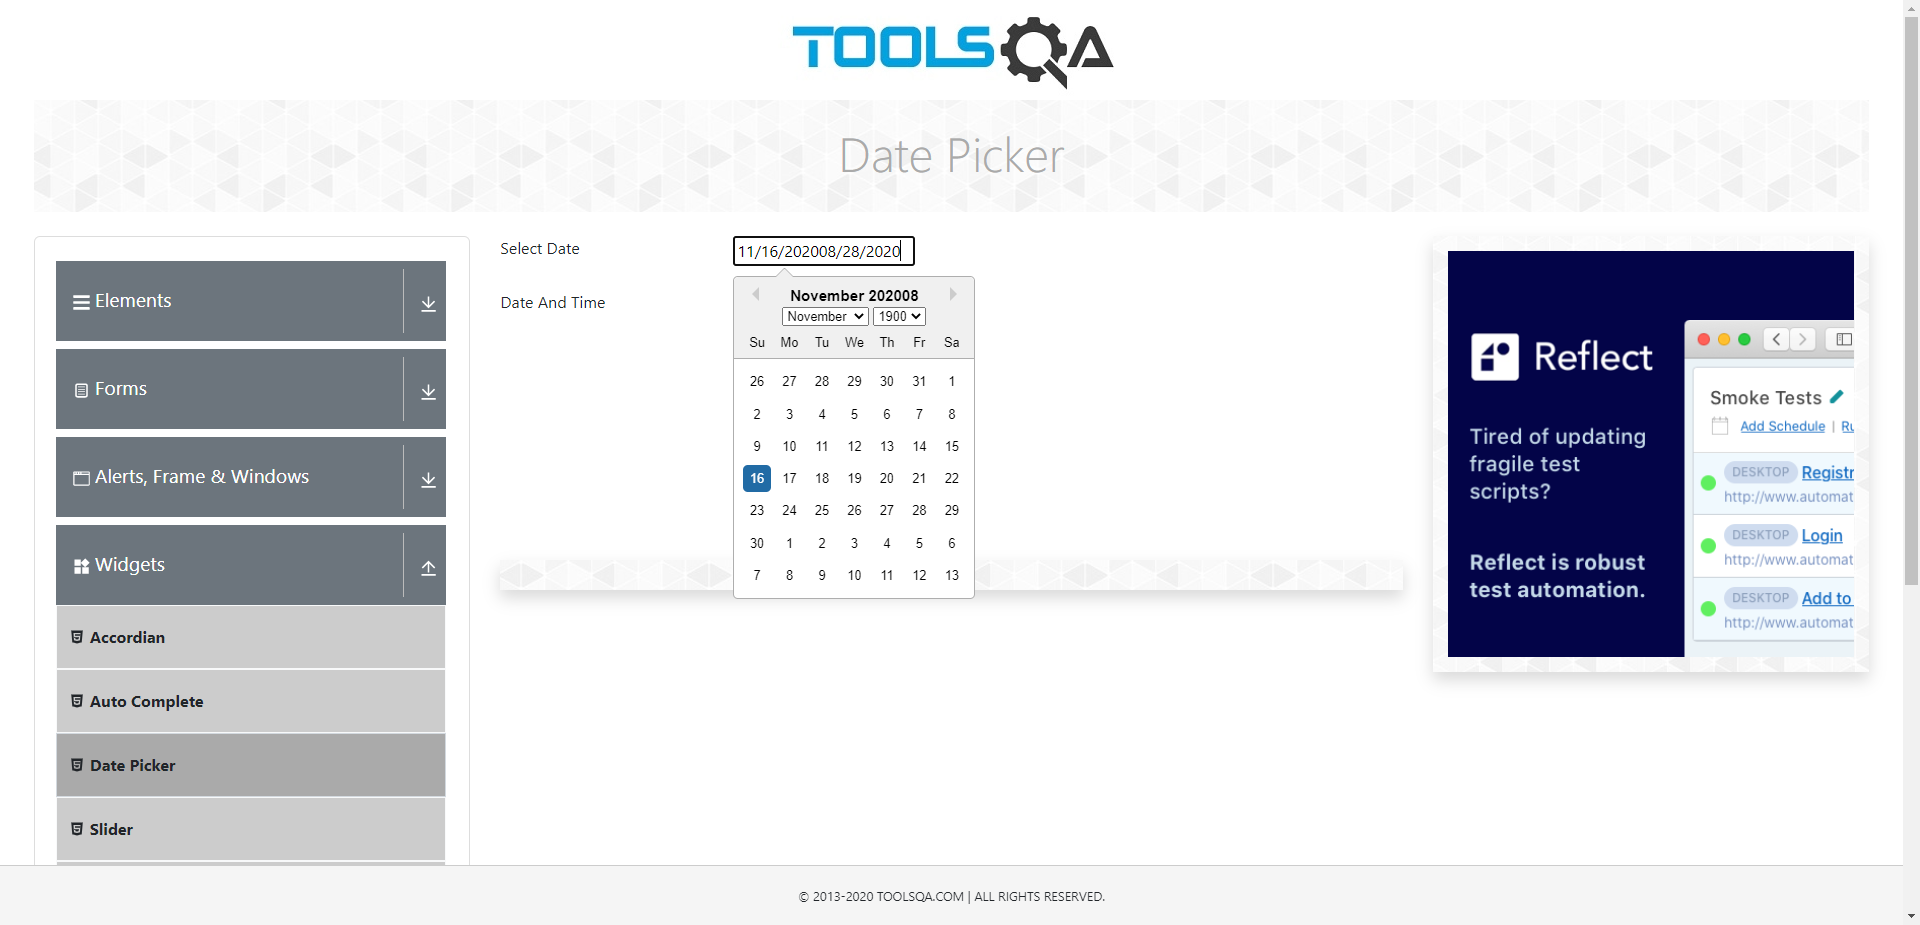 TOOLSQA
Date Picker
Elements
Forms
Alerts, Frame & Windows
Widgets
Accordian
Auto Complete
Date Picker
Slider
Select Date
11/16/202008/28/2020
Date And Time
November 202008
November 1900
Su Mo Tu We Th Fr Sa
26 27 28 29 30 31 1
2 3 4 5 6 7 8
9 10 11 12 13 14 15
16 17 18 19 20 21 22
23 24 25 26 27 28 29
30 1 2 3 4 5 6
7 8 9 10 11 12 13
Reflect
Tired of updating
fragile test
scripts?
Reflect is robust
test automation.
Smoke Tests
Add Schedule | Ru
DESKTOP Registr
http://www.automat
DESKTOP Login
http://www.automat
DESKTOP Add to
http://www.automat
© 2013-2020 TOOLSQA.COM | ALL RIGHTS RESERVED.